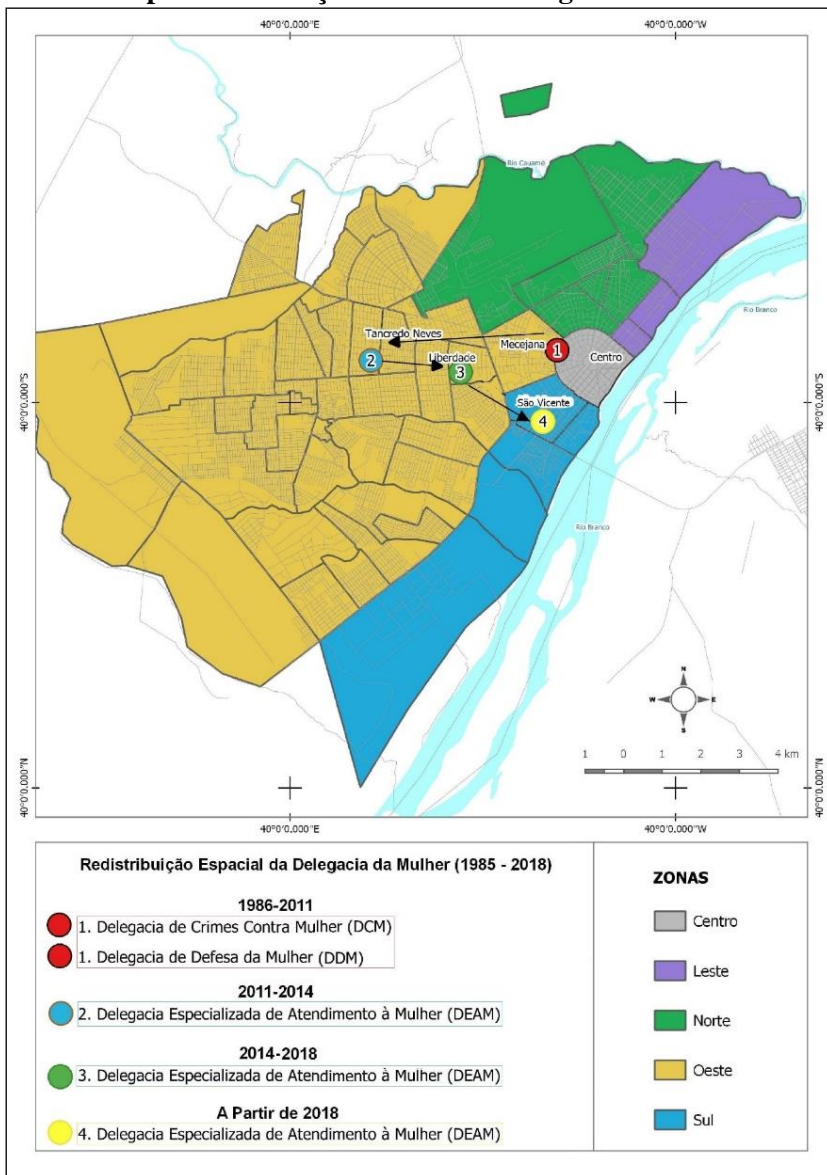 40°0'0.000"E
40°0'0.000"W
Rio Cauamé
Rio Branco
Tancredo Neves
Mecejana
1
Centro
2
Liberdade
3
40°0'0.000"S
40°0'0.000"S
São Vicente
4
Rio Branco
N
W
E
S
1 0 1 2 3 4 km
40°0'0.000"N
40°0'0.000"N
40°0'0.000"E
40°0'0.000"W
Redistribuição Espacial da Delegacia da Mulher (1985 - 2018)
1986-2011
1. Delegacia de Crimes Contra Mulher (DCM)
1. Delegacia de Defesa da Mulher (DDM)
2011-2014
2. Delegacia Especializada de Atendimento à Mulher (DEAM)
2014-2018
3. Delegacia Especializada de Atendimento à Mulher (DEAM)
A Partir de 2018
4. Delegacia Especializada de Atendimento à Mulher (DEAM)
ZONAS
Centro
Leste
Norte
Oeste
Sul